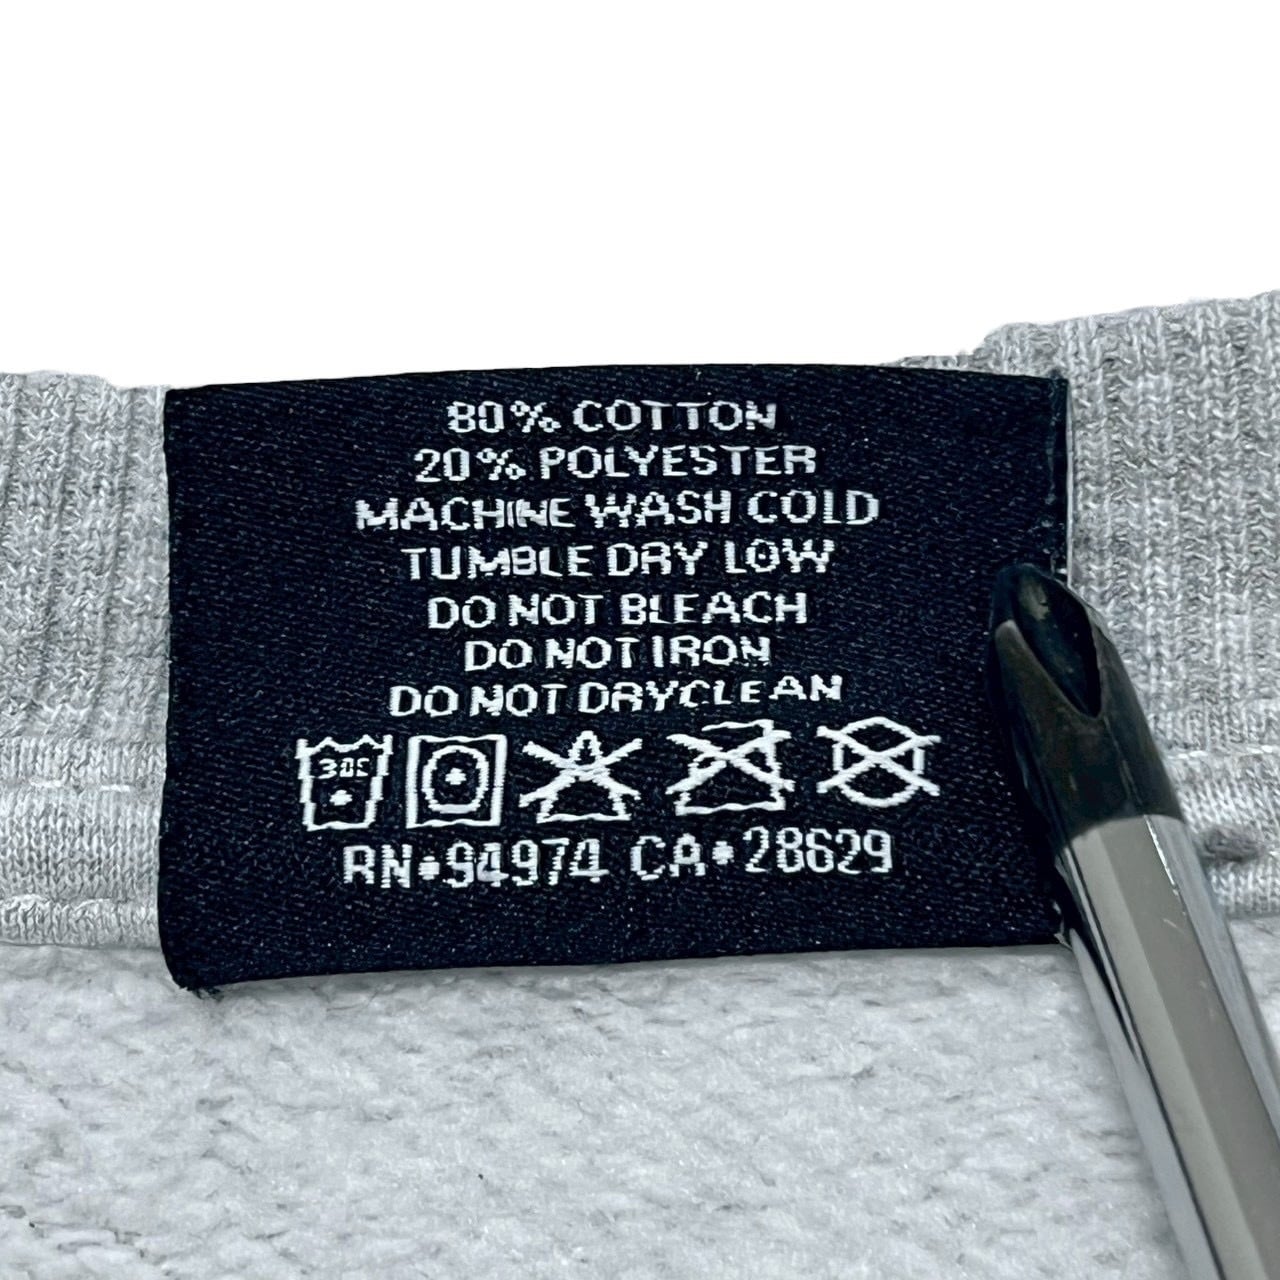 80% COTTON
20% POLYESTER
MACHINE WASH COLD
TUMBLE DRY LOW
DO NOT BLEACH
DO NOT IRON
DO NOT DRYCLEAN
30C
RN•94974 CA•28629